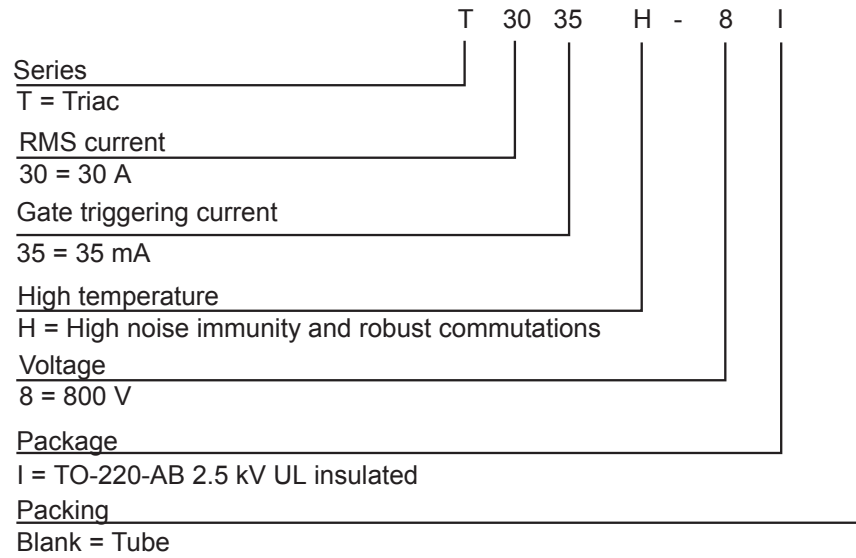 T 30 35 H - 8 I
Series
T = Triac
RMS current
30 = 30 A
Gate triggering current
35 = 35 mA
High temperature
H = High noise immunity and robust commutations
Voltage
8 = 800 V
Package
I = TO-220-AB 2.5 kV UL insulated
Packing
Blank = Tube